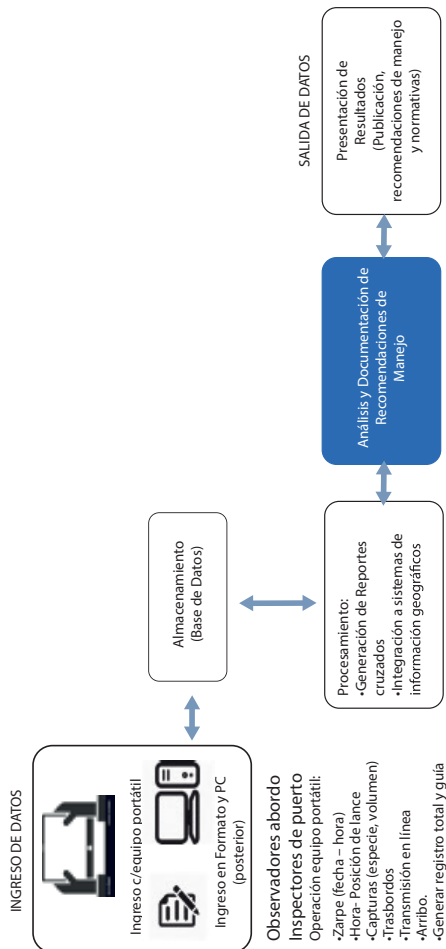 INGRESO DE DATOS
Ingreso c/equipo portátil
Ingreso en Formato y PC
(posterior)
Observadores abordo
Inspectores de puerto
Operación equipo portátil:
•Zarpe (fecha – hora)
•Hora- Posición de lance
•Capturas (especie, volumen)
•Trasbordos
•Transmisión en línea
•Arribo.
-Generar registro total y guía
Almacenamiento
(Base de Datos)
Procesamiento:
•Generación de Reportes
cruzados
•Integración a sistemas de
información geográficos
Análisis y Documentación de
Recomendaciones de
Manejo
SALIDA DE DATOS
Presentación de
Resultados
(Publicación,
recomendaciones de manejo
y normativas)